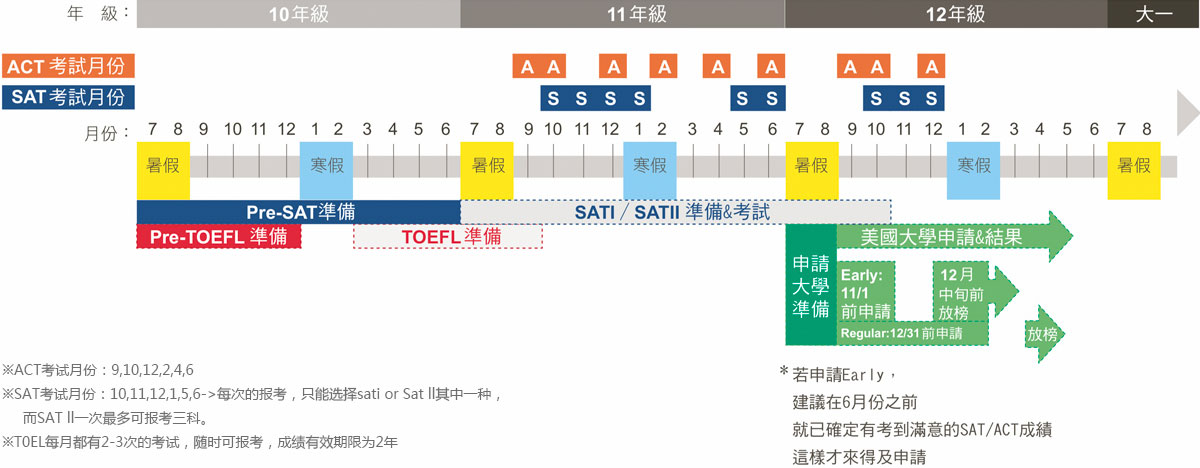 年 級： 10年級 11年級 12年級 大一
ACT 考試月份 A A A A A A A A A
SAT 考試月份 S S S S S S S S S
月份： 7 8 9 10 11 12 1 2 3 4 5 6 7 8 9 10 11 12 1 2 3 4 5 6 7 8 9 10 11 12 1 2 3 4 5 6 7 8
暑假 寒假 暑假 寒假 暑假 寒假 暑假
Pre-SAT準備 SATI / SATII 準備&考試
Pre-TOEFL 準備 TOEFL 準備 美國大學申請&結果
申請
大學
準備
Early:
11/1
前申請
12月
中旬前
放榜
Regular:12/31前申請 放榜
※ACT考试月份：9,10,12,2,4,6
※SAT考试月份：10,11,12,1,5,6->每次的报考，只能选择sati or Sat ll其中一种，
而SAT ll一次最多可报考三科。
※T0EL每月都有2-3次的考试，随时可报考，成绩有效期限为2年
＊若申請Early，
建議在6月份之前
就已確定有考到滿意的SAT/ACT成績
這樣才來得及申請